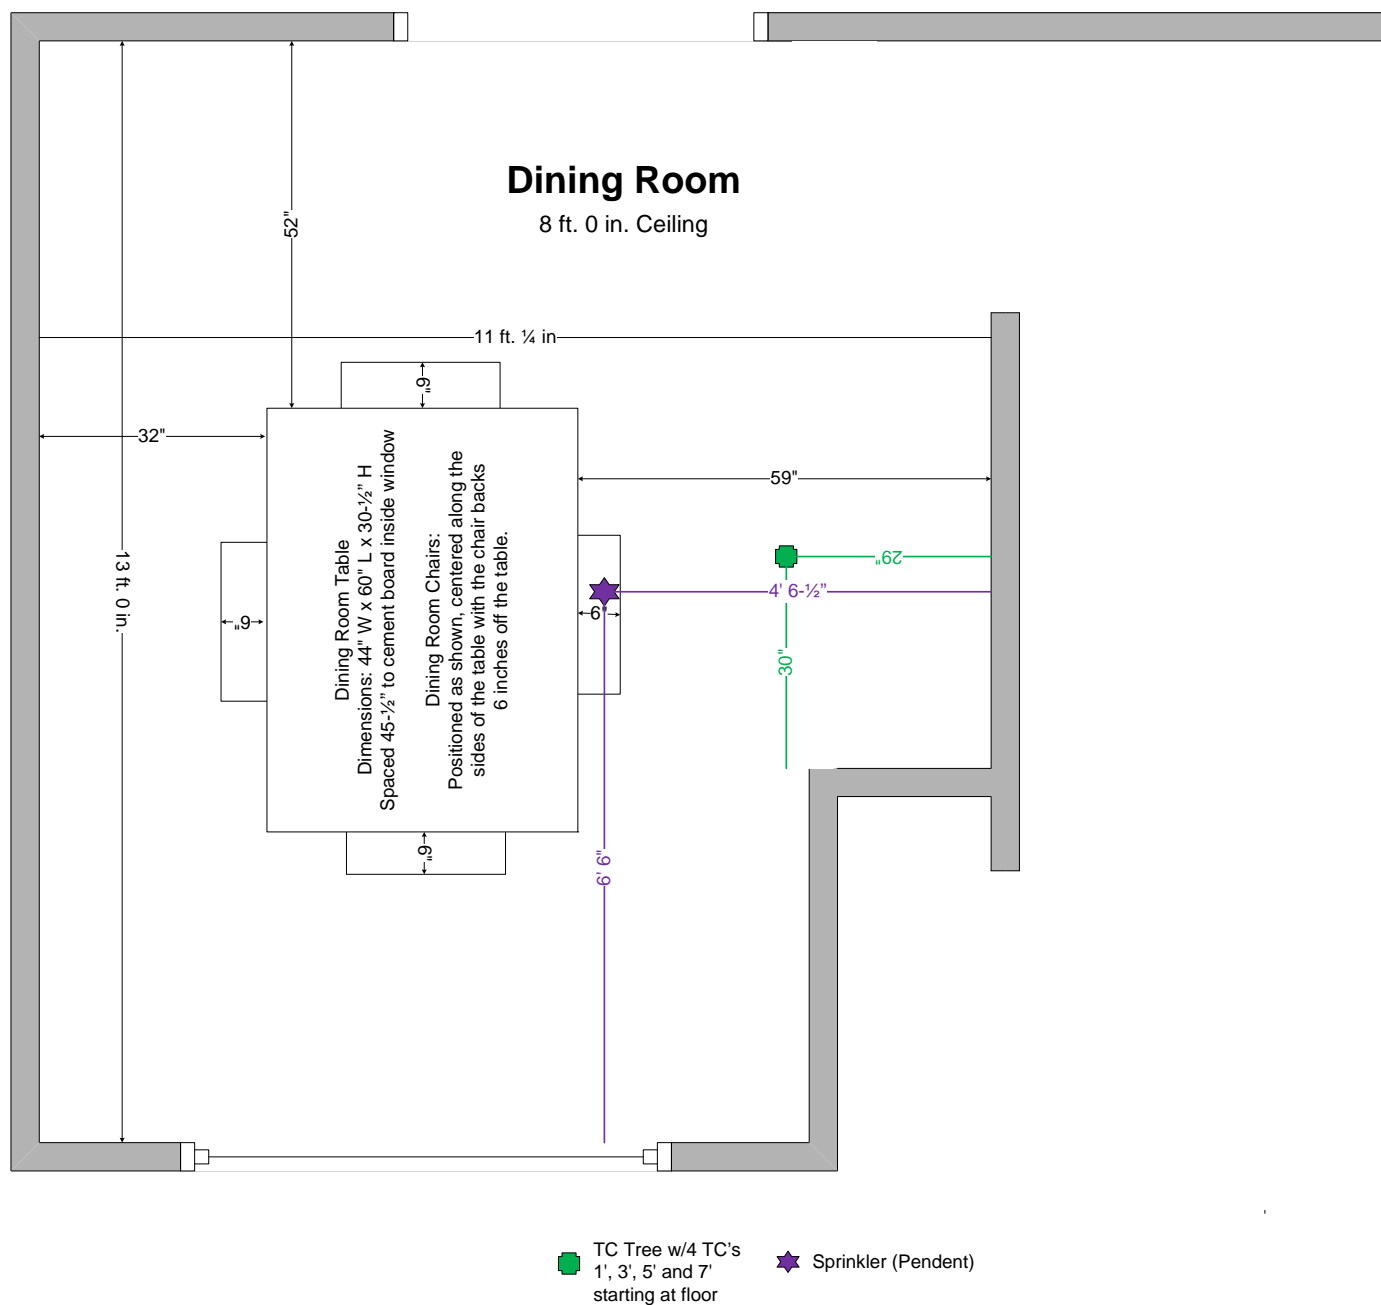 Dining Room
8 ft. 0 in. Ceiling
52"
11 ft. ¼ in
6"
32"
59"
13 ft. 0 in.
Dining Room Table
Dimensions: 44" W x 60" L x 30-½” H
Spaced 45-½” to cement board inside window
Dining Room Chairs:
Positioned as shown, centered along the
sides of the table with the chair backs
6 inches off the table.
29"
4' 6-½”
6"
6"
30"
6"
6' 6"
TC Tree w/4 TC's
1', 3', 5' and 7'
starting at floor
Sprinkler (Pendent)